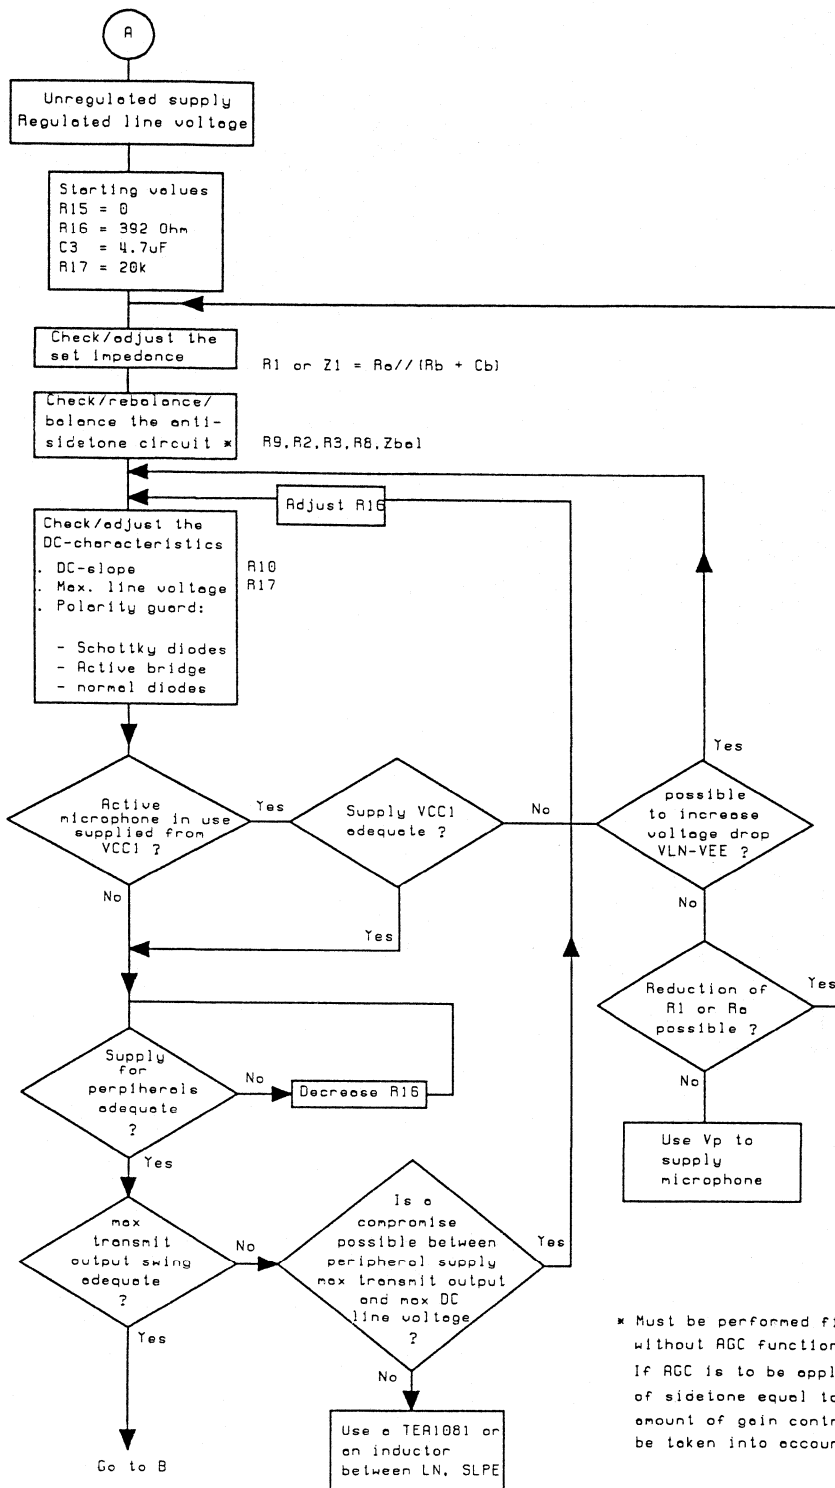 A
Unregulated supply
Regulated line voltage
Starting values
R15 = 0
R16 = 392 Ohm
C3 = 4.7uF
R17 = 20k
Check/adjust the
set impedance
R1 or Z1 = Ra//(Rb + Cb)
Check/rebalance/
balance the anti-
sidetone circuit *
R9,R2,R3,R8,Zbal
Adjust R16
Check/adjust the
DC-characteristics
. DC-slope R10
. Max. line voltage R17
. Polarity guard:
- Schottky diodes
- Active bridge
- normal diodes
Active
microphone in use
supplied from
VCC1 ?
Yes
No
Supply VCC1
adequate ?
No
Yes
possible
to increase
voltage drop
VLN-VEE ?
Yes
No
Reduction of
R1 or Ra
possible ?
Yes
No
Use Vp to
supply
microphone
Supply
for
perpiherals
adequate
?
No
Decrease R16
Yes
max
transmit
output swing
adequate
?
No
Yes
Is a
compromise
possible between
peripheral supply
max transmit output
and max DC
line voltage
?
Yes
No
Use a TEA1081 or
an inductor
between LN, SLPE
Go to B
* Must be performed fi
without AGC function
If AGC is to be appl
of sidetone equal to
amount of gain contr
be taken into accoun